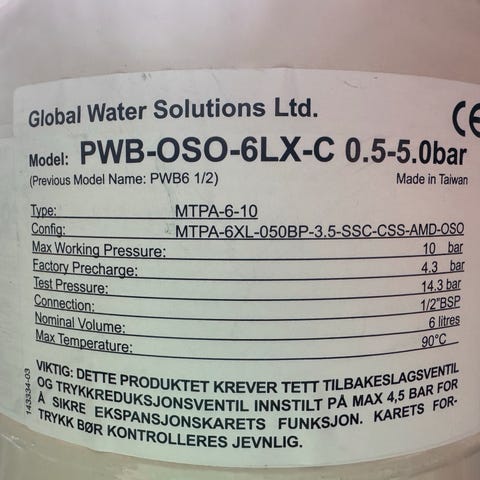 Global Water Solutions Ltd.
CE
Model: PWB-OSO-6LX-C 0.5-5.0bar
(Previous Model Name: PWB6 1/2)
Made in Taiwan
Type: MTPA-6-10
Config: MTPA-6XL-050BP-3.5-SSC-CSS-AMD-OSO
Max Working Pressure: 10 bar
Factory Precharge: 4.3 bar
Test Pressure: 14.3 bar
Connection: 1/2"BSP
Nominal Volume: 6 litres
Max Temperature: 90°C
VIKTIG: DETTE PRODUKTET KREVER TETT TILBAKESLAGSVENTIL
OG TRYKKREDUKSJONSVENTIL INNSTILT PÅ MAX 4,5 BAR FOR
Å SIKRE EKSPANSJONSKARETS FUNKSJON. KARETS FOR-
TRYKK BØR KONTROLLERES JEVNLIG.
143334-03